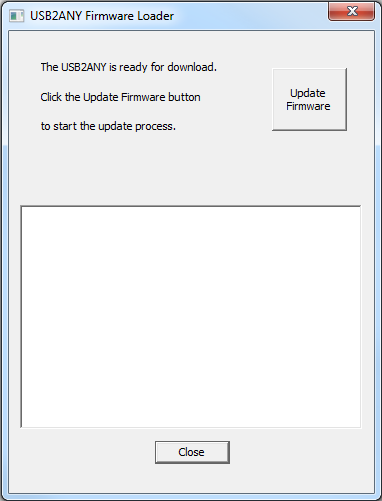 USB2ANY Firmware Loader
The USB2ANY is ready for download.
Click the Update Firmware button
to start the update process.
Update
Firmware
Close